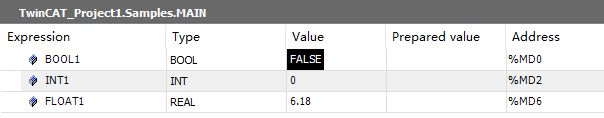 TwinCAT_Project1.Samples.MAIN
Expression Type Value Prepared value Address
BOOL1 BOOL FALSE %MD0
INT1 INT 0 %MD2
FLOAT1 REAL 6.18 %MD6